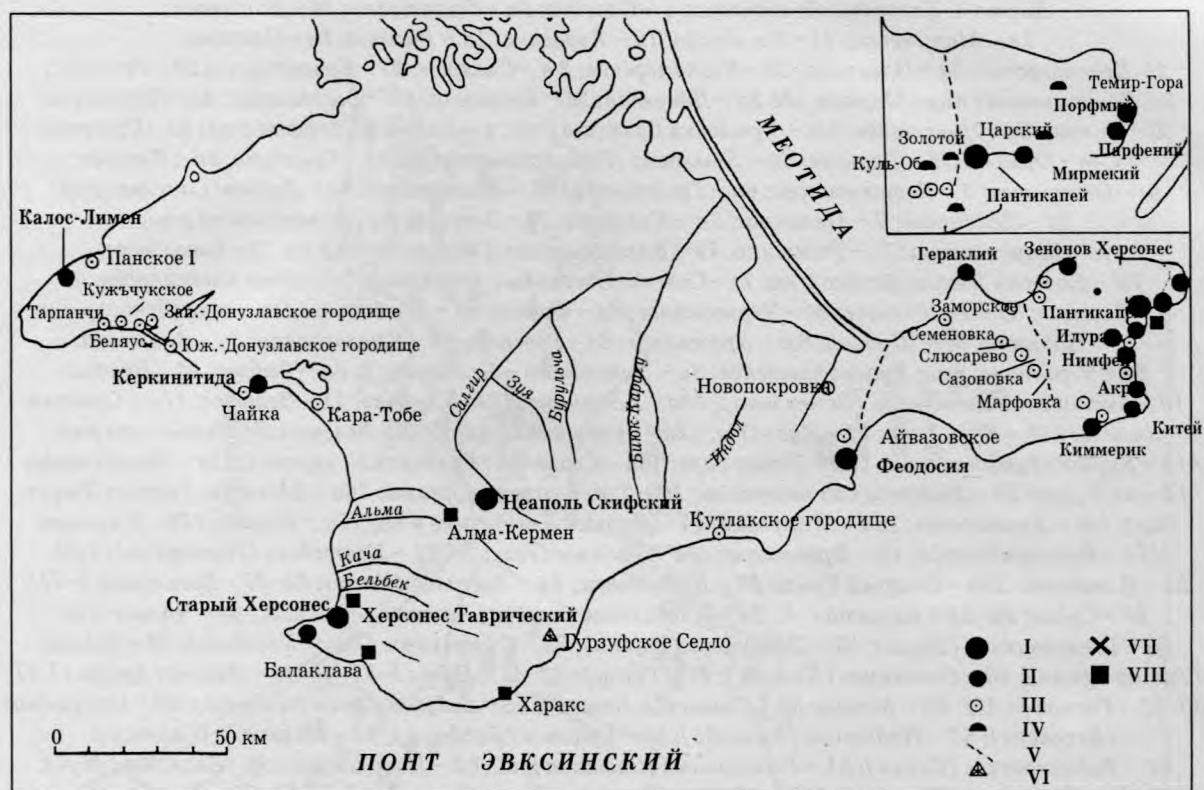 МЕОТИДА
Темир-Гора
Порфмий
Царский
Золотой
Парфений
Куль-Оба
Мирмекий
Пантикапей
Калос-Лимен
Панское I
Кужъчукское
Тарпанчи
Зап.-Донузлавское городище
Беляус
Юж.-Донузлавское городище
Керкинитида
Чайка
Кара-Тобе
Салгир
Зуя
Бурульча
Биюк Карасу
Индол
Зенонов Херсонес
Гераклий
Заморское
Пантикапей
Семеновка
Илурат
Слюсарево
Нимфей
Новопокровка
Сазоновка
Акра
Марфовка
Китей
Айвазовское
Киммерик
Феодосия
Неаполь Скифский
Альма
Алма-Кермен
Кутлакское городище
Кача
Бельбек
Старый Херсонес
Херсонес Таврический
Гурзуфское Седло
Балаклава
Харакс
0 50 км
ПОНТ ЭВКСИНСКИЙ
I
II
III
IV
V
VI
VII
VIII